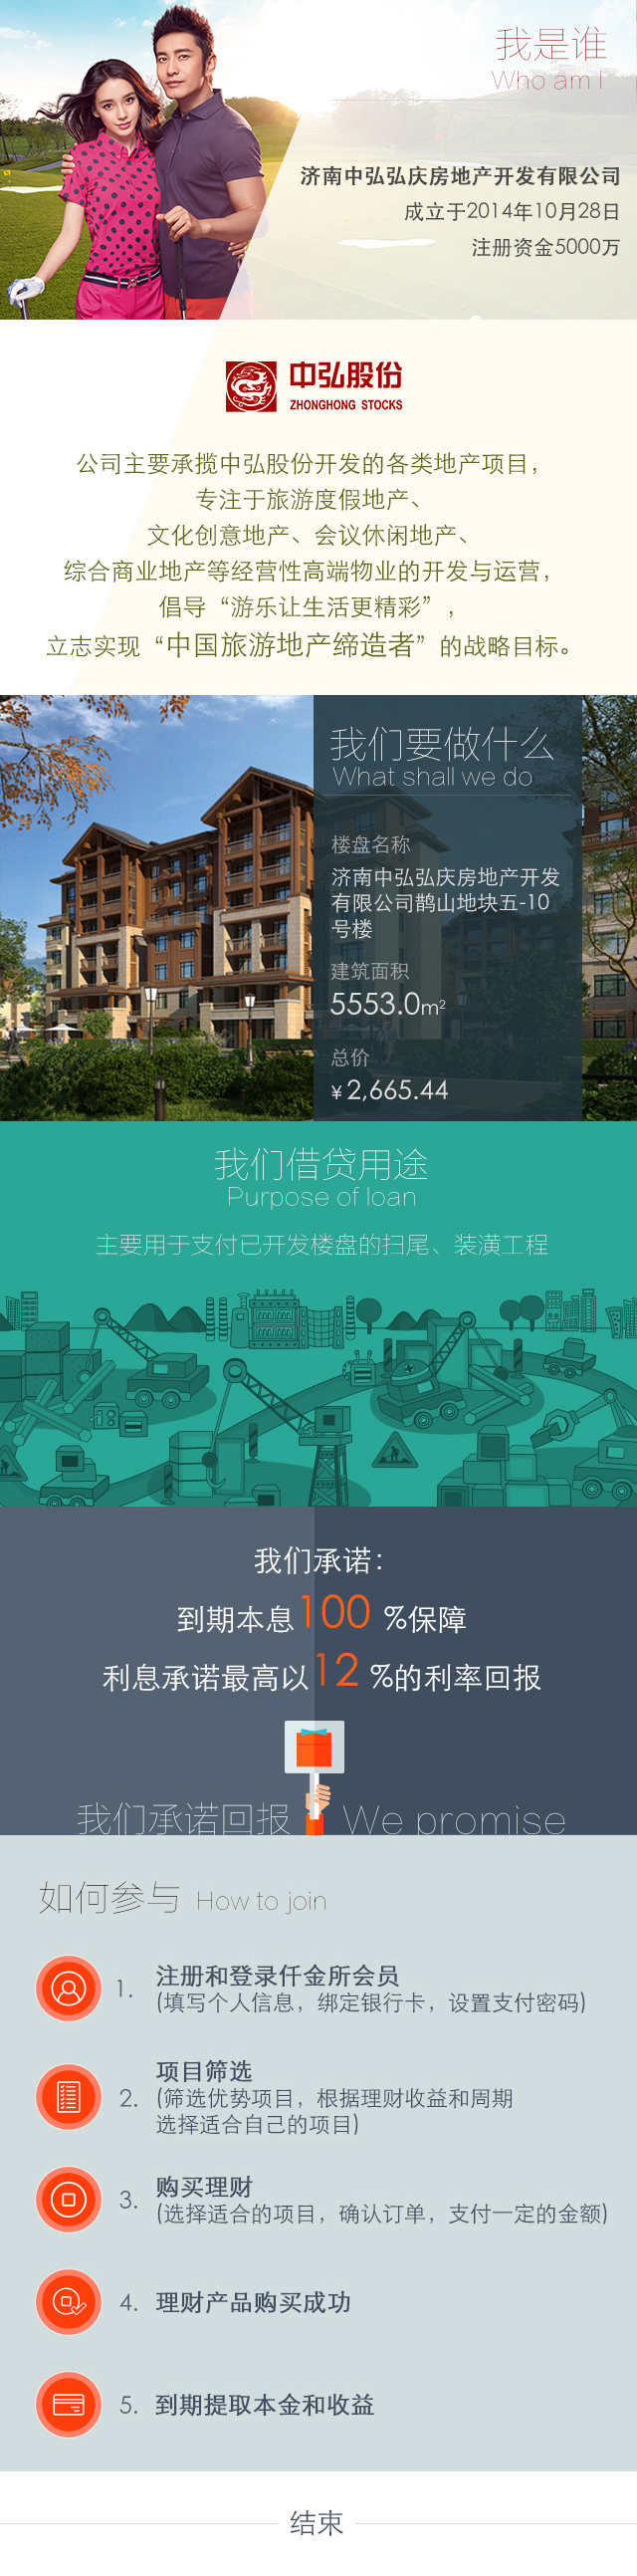 我是谁
Who am I
济南中弘弘庆房地产开发有限公司
成立于2014年10月28日
注册资金5000万
中弘股份
ZHONGHONG STOCKS
公司主要承揽中弘股份开发的各类地产项目，
专注于旅游度假地产、
文化创意地产、会议休闲地产、
综合商业地产等经营性高端物业的开发与运营，
倡导“游乐让生活更精彩”，
立志实现“中国旅游地产缔造者”的战略目标。
我们要做什么
What shall we do
楼盘名称
济南中弘弘庆房地产开发
有限公司鹊山地块五-10
号楼
建筑面积
5553.0m²
总价
¥2,665.44
我们借贷用途
Purpose of loan
主要用于支付已开发楼盘的扫尾、装潢工程
我们承诺：
到期本息100 %保障
利息承诺最高以12 %的利率回报
我们承诺回报 We promise
如何参与 How to join
1. 注册和登录仟金所会员
(填写个人信息，绑定银行卡，设置支付密码)
2. 项目筛选
(筛选优势项目，根据理财收益和周期
选择适合自己的项目)
3. 购买理财
(选择适合的项目，确认订单，支付一定的金额)
4. 理财产品购买成功
5. 到期提取本金和收益
结束